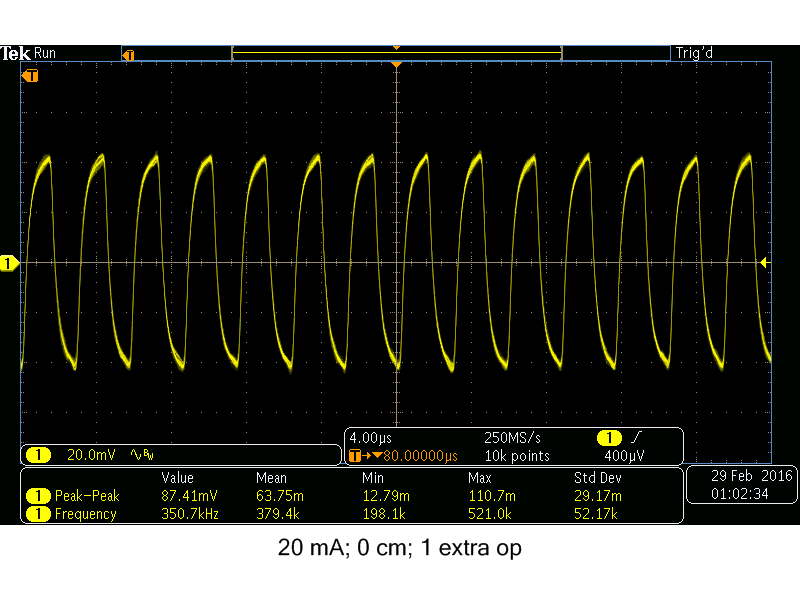 Tek Run Trig'd
T
T
1
4.00µs 250MS/s 1
1 20.0mV BW T→▼80.00000µs 10k points 400µV
Value Mean Min Max Std Dev
1 Peak-Peak 87.41mV 63.75m 12.79m 110.7m 29.17m
1 Frequency 350.7kHz 379.4k 198.1k 521.0k 52.17k
29 Feb 2016
01:02:34
20 mA; 0 cm; 1 extra op